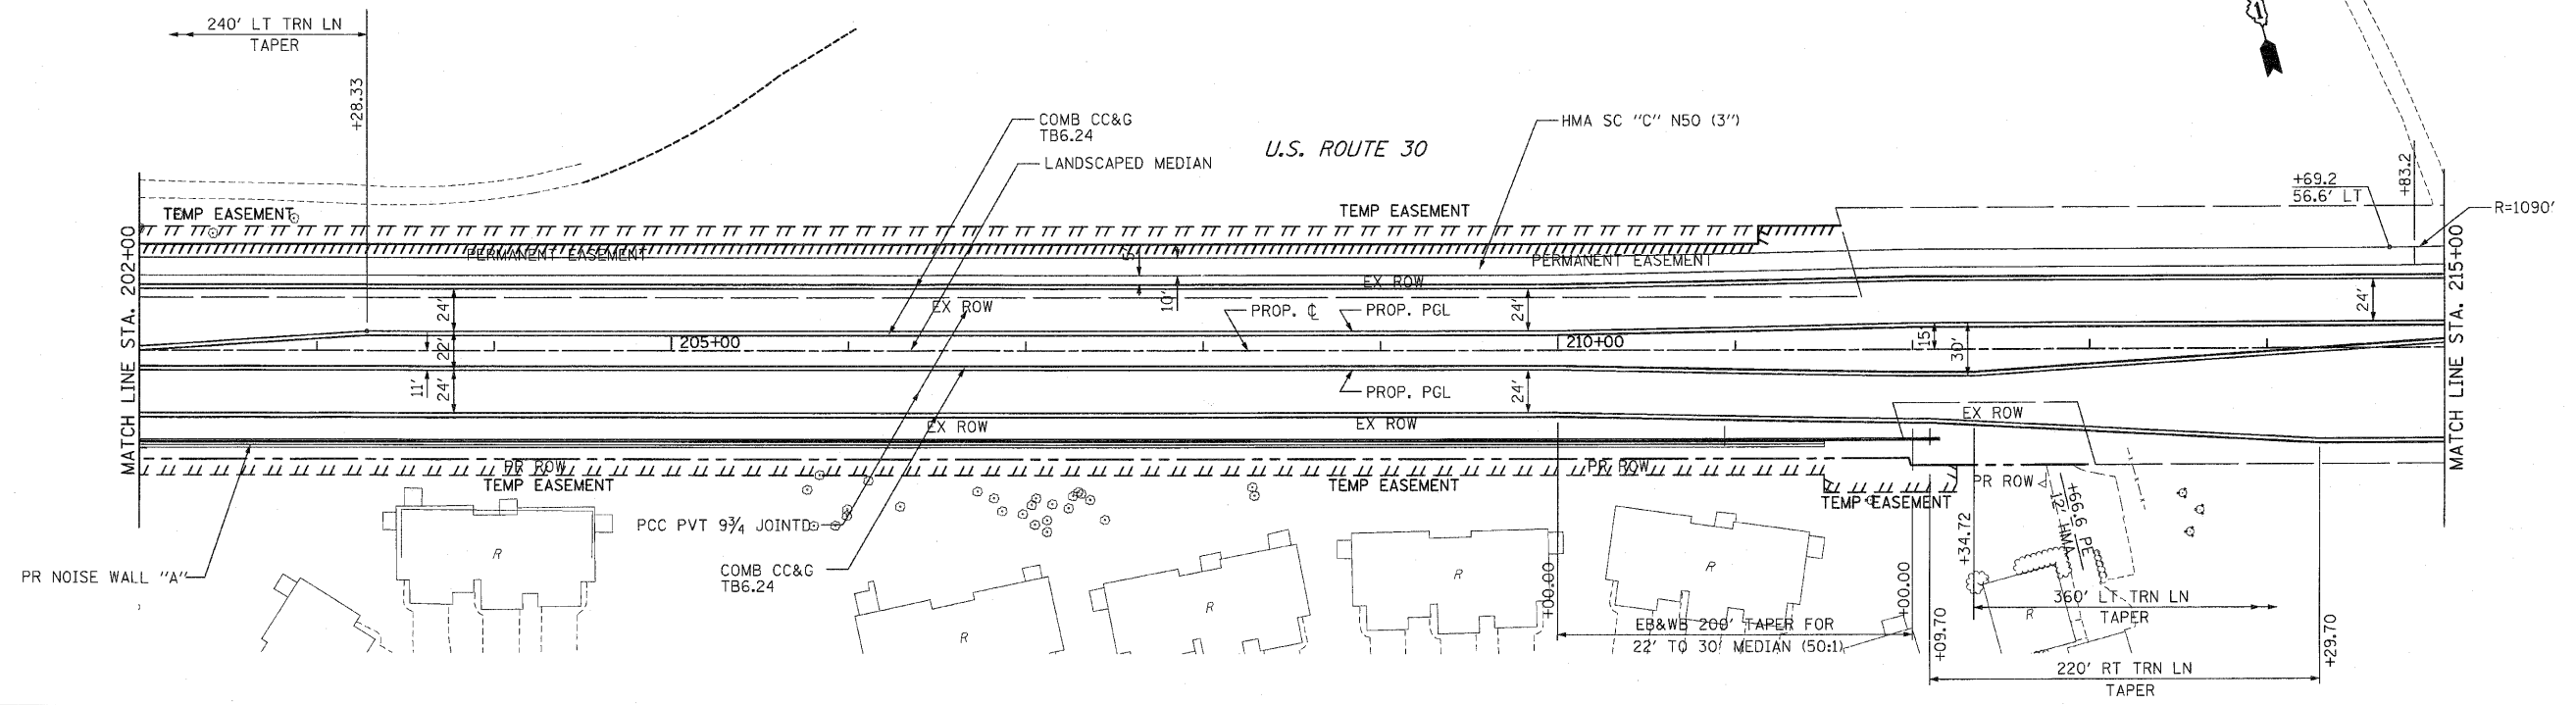 240' LT TRN LN
TAPER
+28.33
COMB CC&G
TB6.24
LANDSCAPED MEDIAN
U.S. ROUTE 30
HMA SC "C" N50 (3")
1
+83.2
+69.2
56.6' LT
R=1090'
TEMP EASEMENT
TEMP EASEMENT
PERMANENT EASEMENT
PERMANENT EASEMENT
MATCH LINE STA. 202+00
MATCH LINE STA. 215+00
10'
EX ROW
EX ROW
24'
24'
24'
PROP. ℄
PROP. PGL
205+00
210+00
22'
11'
24'
15'
30'
PROP. PGL
24'
EX ROW
EX ROW
EX ROW
PR ROW
PR ROW
PR ROW
TEMP EASEMENT
TEMP EASEMENT
TEMP EASEMENT
PCC PVT 9¾ JOINTD
COMB CC&G
TB6.24
PR NOISE WALL "A"
R
R
R
R
R
R
+66.6 PE
12' HMA
+00.00
+00.00
+34.72
+09.70
+29.70
EB&WB 200' TAPER FOR
22' TO 30' MEDIAN (50:1)
360' LT TRN LN
TAPER
220' RT TRN LN
TAPER